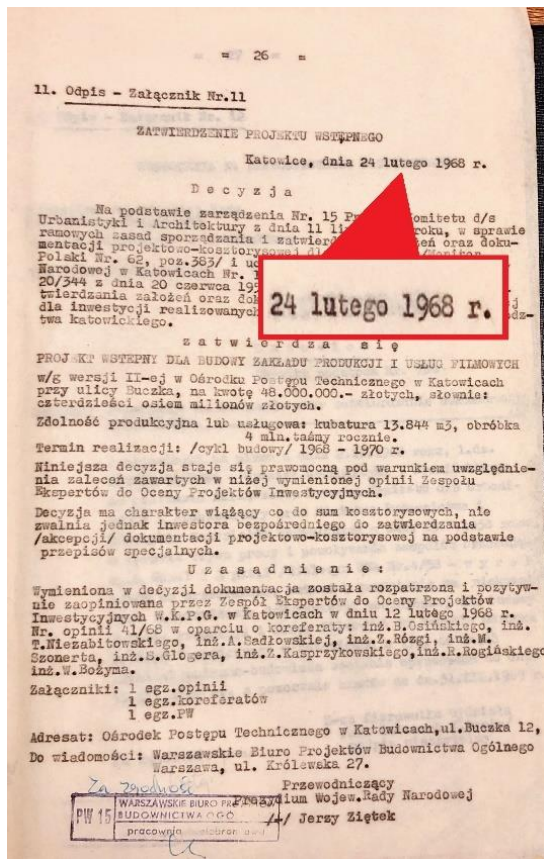 = 26 =
11. Odpis - Załącznik Nr.11
ZATWIERDZENIE PROJEKTU WSTĘPNEGO
Katowice, dnia 24 lutego 1968 r.
D e c y z j a
Na podstawie zarządzenia Nr. 15 omitetu d/s
Urbanistyki i Architektury z dnia 11 roku, w sprawie
ramowych zasad sporządzania i zatwier eń oraz doku-
mentacji projektowo-kosztorysowej
Polski Nr. 62, poz.383/ i
Narodowej w Katowicach Nr.
20/344 z dnia 20 czerwca
twierdzania założeń oraz
dla inwestycji realizowanych dz-
twa katowickiego.
24 lutego 1968 r.
z a t w i e r d z a s i ę
PROJEKT WSTĘPNY DLA BUDOWY ZAKŁADU PRODUKCJI I USŁUG FILMOWYCH
w/g wersji II-ej w Ośrodku Postępu Technicznego w Katowicach
przy ulicy Buczka, na kwotę 48.000.000.- złotych, słownie:
czterdzieści osiem milionów złotych.
Zdolność produkcyjna lub usługowa: kubatura 13.844 m3, obróbka
4 mln.taśmy rocznie.
Termin realizacji: /cykl budowy/ 1968 - 1970 r.
Niniejsza decyzja staje się prawomocną pod warunkiem uwzględnie-
nia zaleceń zawartych w niżej wymienionej opinii Zespołu
Ekspertów do Oceny Projektów Inwestycyjnych.
Decyzja ma charakter wiążący co do sum kosztorysowych, nie
zwalnia jednak inwestora bezpośredniego do zatwierdzania
/akcepcji/ dokumentacji projektowo-kosztorysowej na podstawie
przepisów specjalnych.
U z a s a d n i e n i e :
Wymieniona w decyzji dokumentacja została rozpatrzona i pozytyw-
nie zaopiniowana przez Zespół Ekspertów do Oceny Projektów
Inwestycyjnych W.K.P.G. w Katowicach w dniu 12 lutego 1968 r.
Nr. opinii 41/68 w oparciu o koreferaty: inż.B.Osińskiego, inż.
T.Niezabitowskiego, inż.A.Sadłowskiej, inż.Z.Rózgi, inż.M.
Szonerta, inż.S.Glogera, inż.Z.Kasprzykowskiego,inż.R.Rogińskiego
inż.W.Bożyma.
Załączniki: 1 egz.opinii
1 egz.koreferatów
1 egz.PW
Adresat: Ośrodek Postępu Technicznego w Katowicach,ul.Buczka 12,
Do wiadomości: Warszawskie Biuro Projektów Budownictwa Ogólnego
Warszawa, ul. Królewska 27.
Przewodniczący
Prezydium Wojew.Rady Narodowej
/-/ Jerzy Ziętek
Za zgodność
WARSZAWSKIE BIURO PR
PW 15 BUDOWNICTWA OGÓ
pracownia